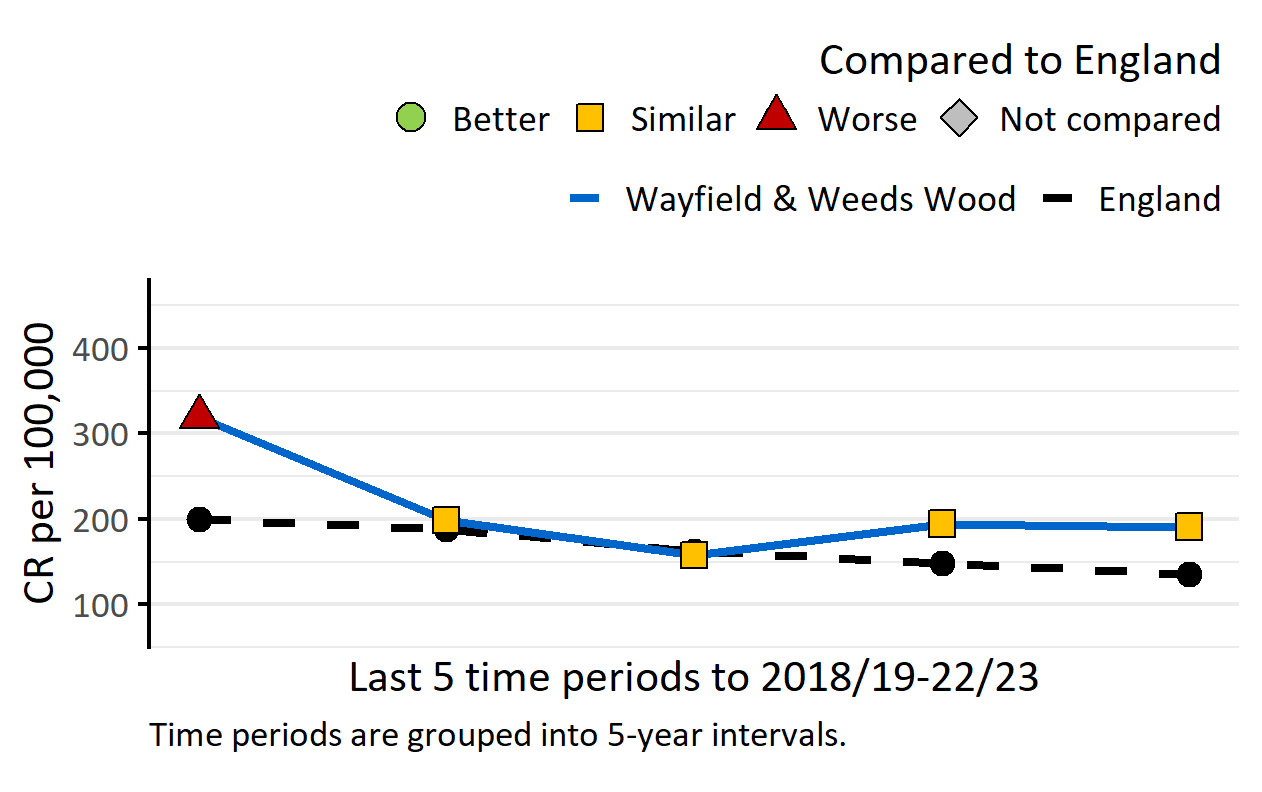 Compared to England
Better Similar Worse Not compared
Wayfield & Weeds Wood England
CR per 100,000
400
300
200
100
Last 5 time periods to 2018/19-22/23
Time periods are grouped into 5-year intervals.